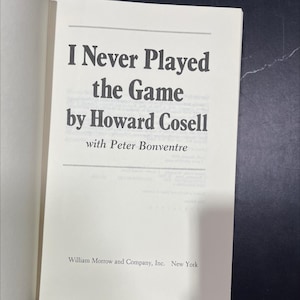 I Never Played
the Game
by Howard Cosell
with Peter Bonventre
William Morrow and Company, Inc. New York